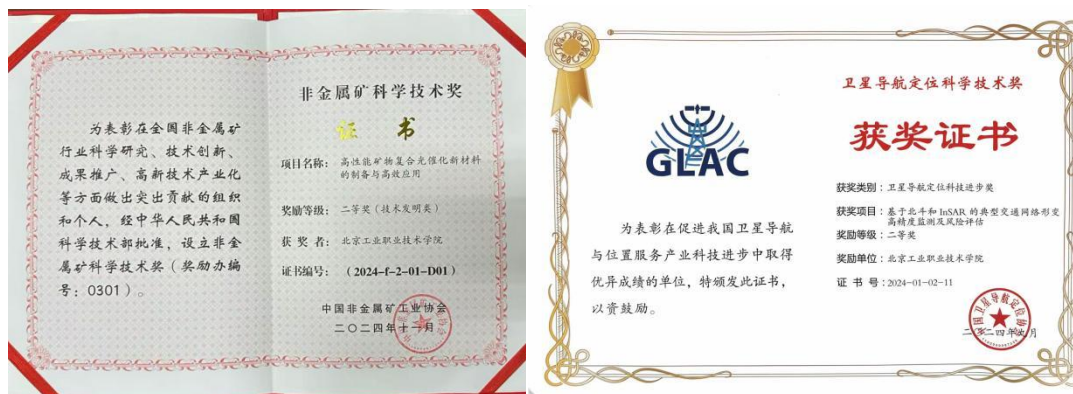 为表彰在全国非金属矿
行业科学研究、技术创新、
成果推广、高新技术产业化
等方面做出突出贡献的组织
和个人，经中华人民共和国
科学技术部批准，设立非金
属矿科学技术奖（奖励办编
号：0301）。
非金属矿科学技术奖
证 书
项目名称： 高性能矿物复合光催化新材料
的制备与高效应用
奖励等级： 二等奖（技术发明类）
获 奖 者： 北京工业职业技术学院
证书编号： （2024-f-2-01-D01）
中国非金属矿工业协会
二〇二四年十一月
GLAC
为表彰在促进我国卫星导航
与位置服务产业科技进步中取得
优异成绩的单位，特颁发此证书，
以资鼓励。
卫星导航定位科学技术奖
获奖证书
获奖类别：卫星导航定位科技进步奖
获奖项目：基于北斗和 InSAR 的典型交通网络形变
高精度监测及风险评估
奖励等级：二等奖
奖励单位：北京工业职业技术学院
证 书 号：2024-01-02-11
中国卫星导航定位协会